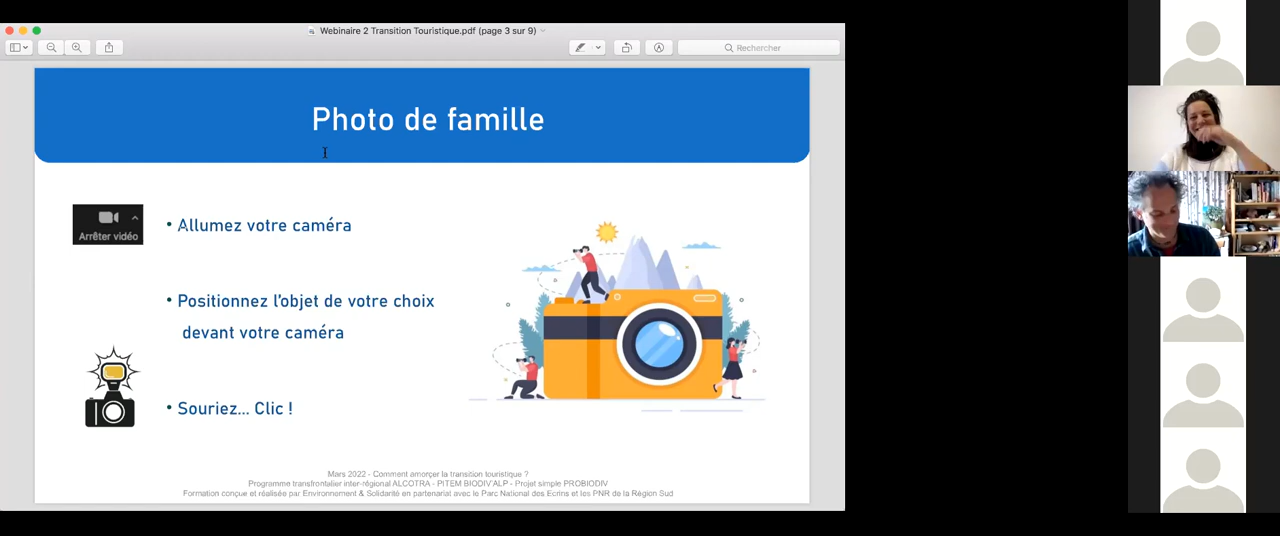 Webinaire 2 Transition Touristique.pdf (page 3 sur 9)
Rechercher
Photo de famille
Arrêter vidéo
• Allumez votre caméra
• Positionnez l'objet de votre choix
devant votre caméra
• Souriez... Clic !
Mars 2022 - Comment amorçer la transition touristique ?
Programme transfrontalier inter-régional ALCOTRA - PITEM BIODIV'ALP - Projet simple PROBIODIV
Formation conçue et réalisée par Environnement & Solidarité en partenariat avec le Parc National des Ecrins et les PNR de la Région Sud